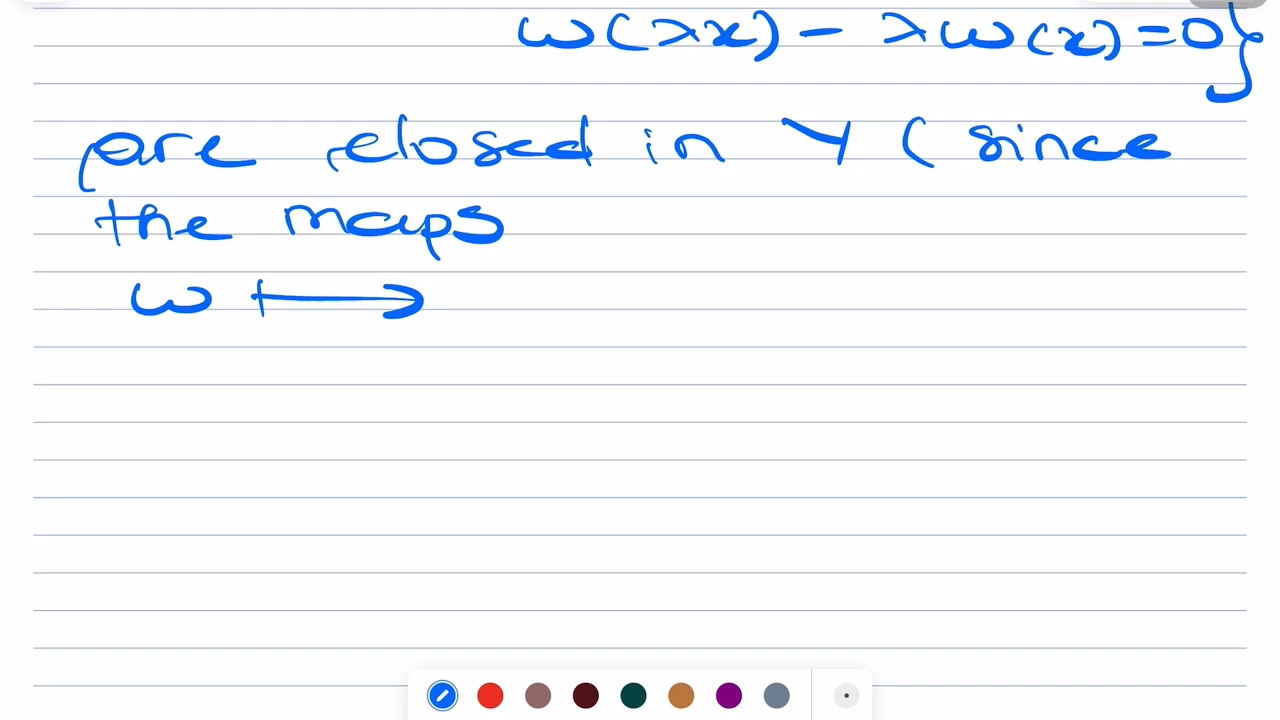 ω(λx) - λω(x) = 0}
are closed in Y (since
the maps
ω ⟼